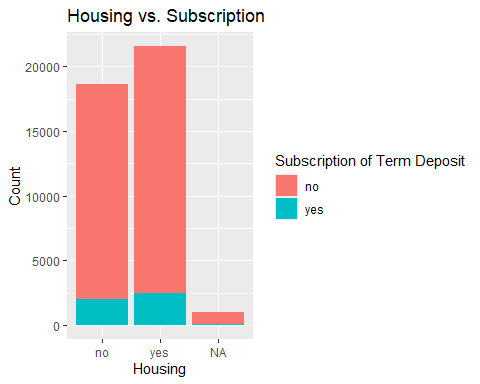 Housing vs. Subscription
Count
20000
15000
10000
5000
0
no yes NA
Housing
Subscription of Term Deposit
no
yes